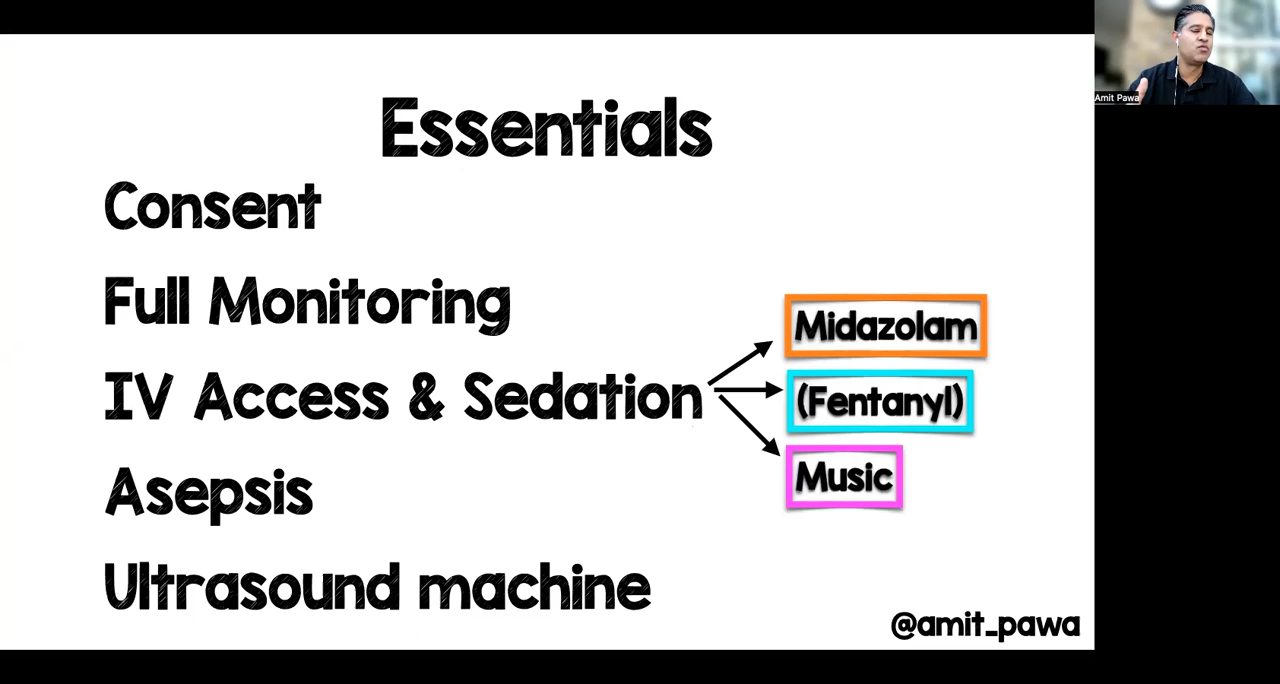 Essentials
Consent
Full Monitoring
IV Access & Sedation
Midazolam
(Fentanyl)
Music
Asepsis
Ultrasound machine
@amit_pawa
Amit Pawa